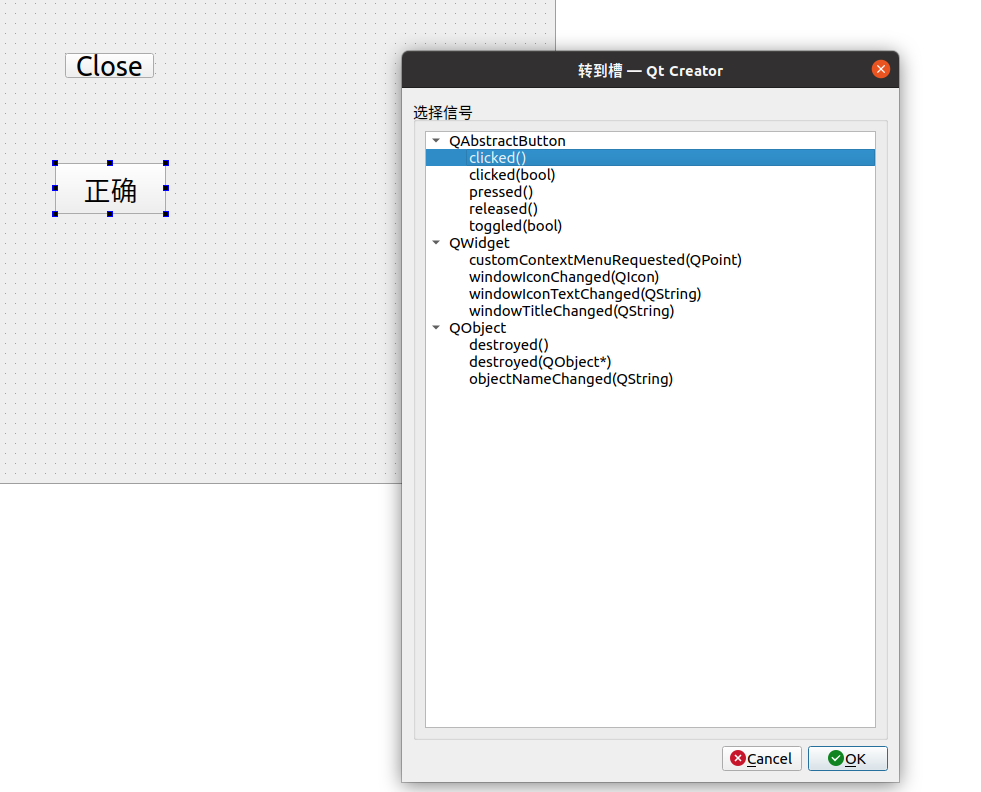 Close
正确
转到槽 — Qt Creator
选择信号
QAbstractButton
clicked()
clicked(bool)
pressed()
released()
toggled(bool)
QWidget
customContextMenuRequested(QPoint)
windowIconChanged(QIcon)
windowIconTextChanged(QString)
windowTitleChanged(QString)
QObject
destroyed()
destroyed(QObject*)
objectNameChanged(QString)
Cancel
OK